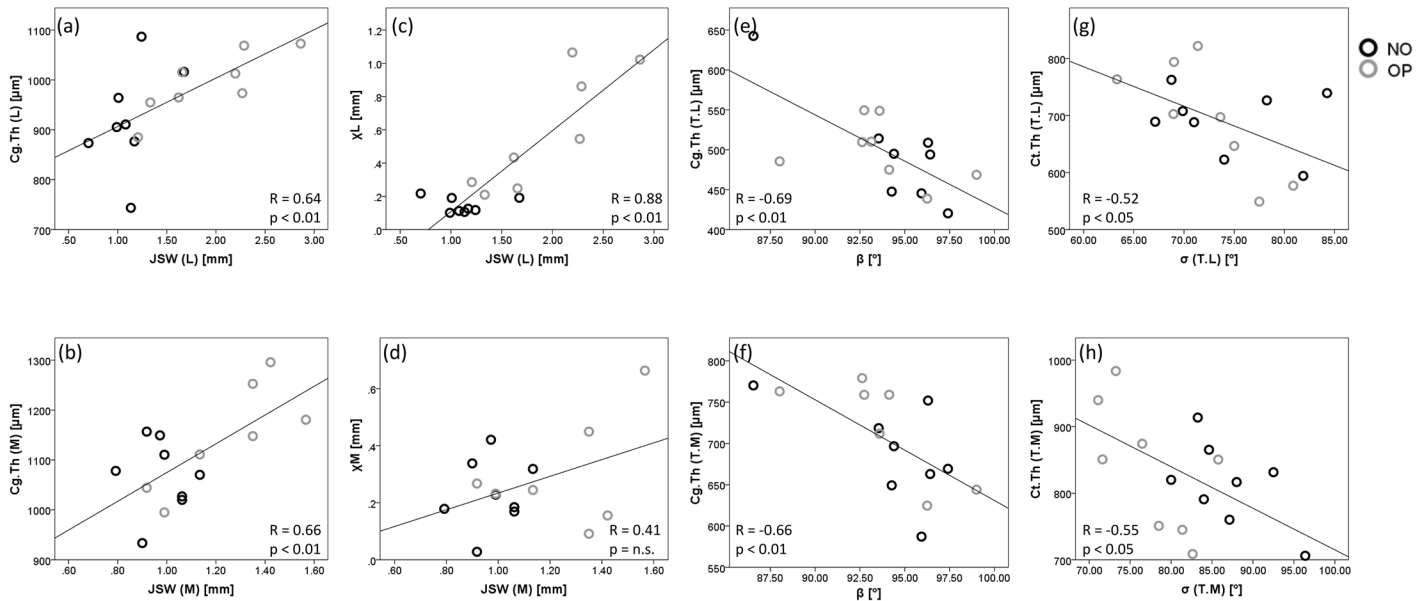 (a)
1100
1000
900
800
700
Cg.Th (L) [µm]
R = 0.64
p < 0.01
.50 1.00 1.50 2.00 2.50 3.00
JSW (L) [mm]
(c)
1.2
1.0
.8
.6
.4
.2
.0
χL [mm]
R = 0.88
p < 0.01
.50 1.00 1.50 2.00 2.50 3.00
JSW (L) [mm]
(e)
650
600
550
500
450
400
Cg.Th (T.L) [µm]
R = -0.69
p < 0.01
87.50 90.00 92.50 95.00 97.50 100.00
β [º]
(g)
800
700
600
500
Ct.Th (T.L) [µm]
R = -0.52
p < 0.05
60.00 65.00 70.00 75.00 80.00 85.00
σ (T.L) [º]
NO
OP
(b)
1300
1200
1100
1000
900
Cg.Th (M) [µm]
R = 0.66
p < 0.01
.60 .80 1.00 1.20 1.40 1.60
JSW (M) [mm]
(d)
.6
.4
.2
.0
χM [mm]
R = 0.41
p = n.s.
.60 .80 1.00 1.20 1.40 1.60
JSW (M) [mm]
(f)
800
750
700
650
600
550
Cg.Th (T.M) [µm]
R = -0.66
p < 0.01
87.50 90.00 92.50 95.00 97.50 100.00
β [º]
(h)
1000
900
800
700
Ct.Th (T.M) [µm]
R = -0.55
p < 0.05
70.00 75.00 80.00 85.00 90.00 95.00 100.00
σ (T.M) [º]